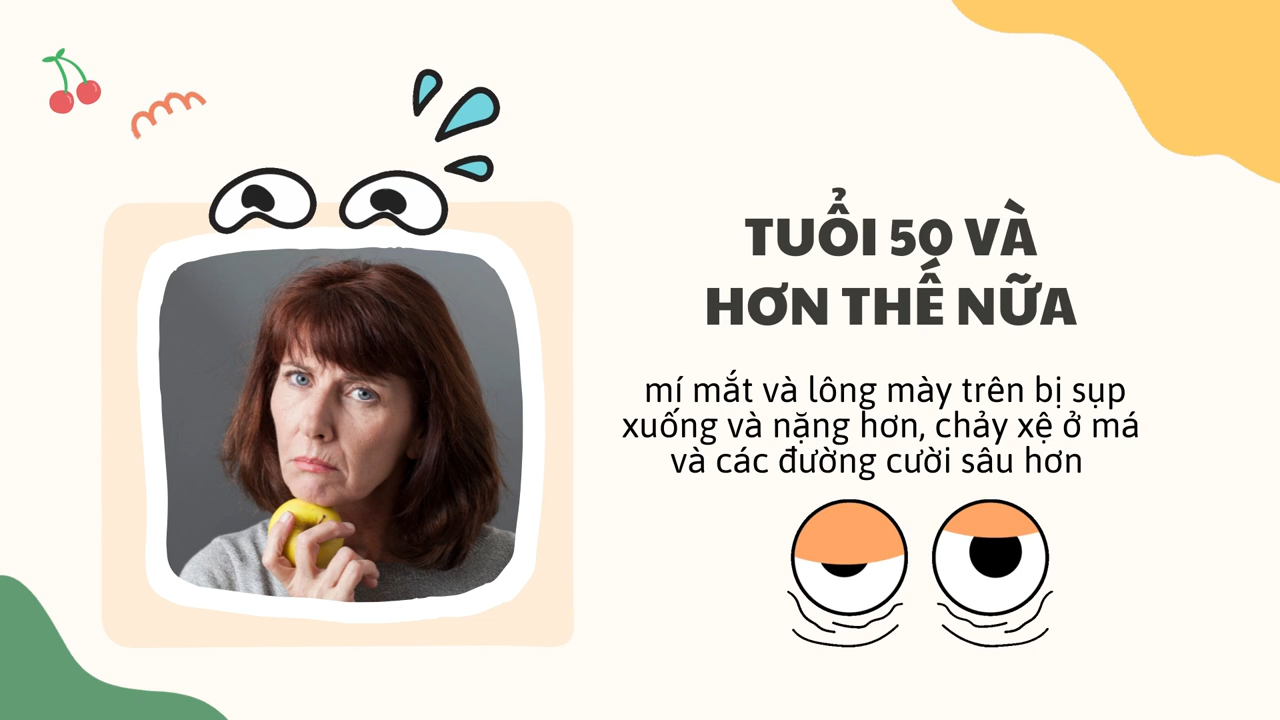 TUỔI 50 VÀ
HƠN THẾ NỮA
mí mắt và lông mày trên bị sụp
xuống và nặng hơn, chảy xệ ở má
và các đường cười sâu hơn